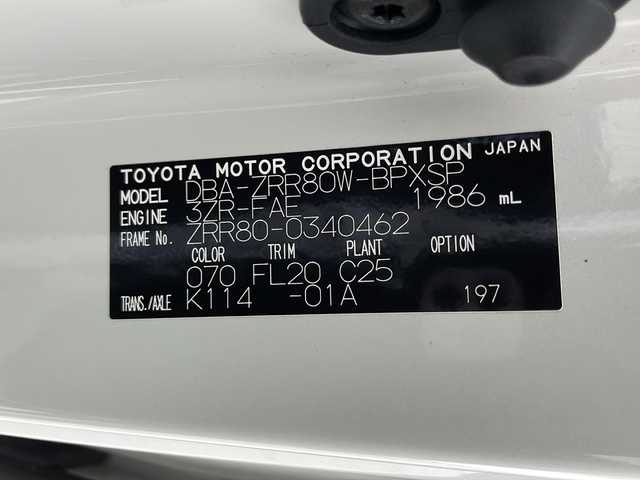 TOYOTA MOTOR CORPORATION JAPAN
MODEL DBA-ZRR80W-BPXSP
ENGINE 3ZR-FAE 1986 mL
FRAME No. ZRR80-0340462
COLOR TRIM PLANT OPTION
070 FL20 C25
TRANS./AXLE K114 -01A 197